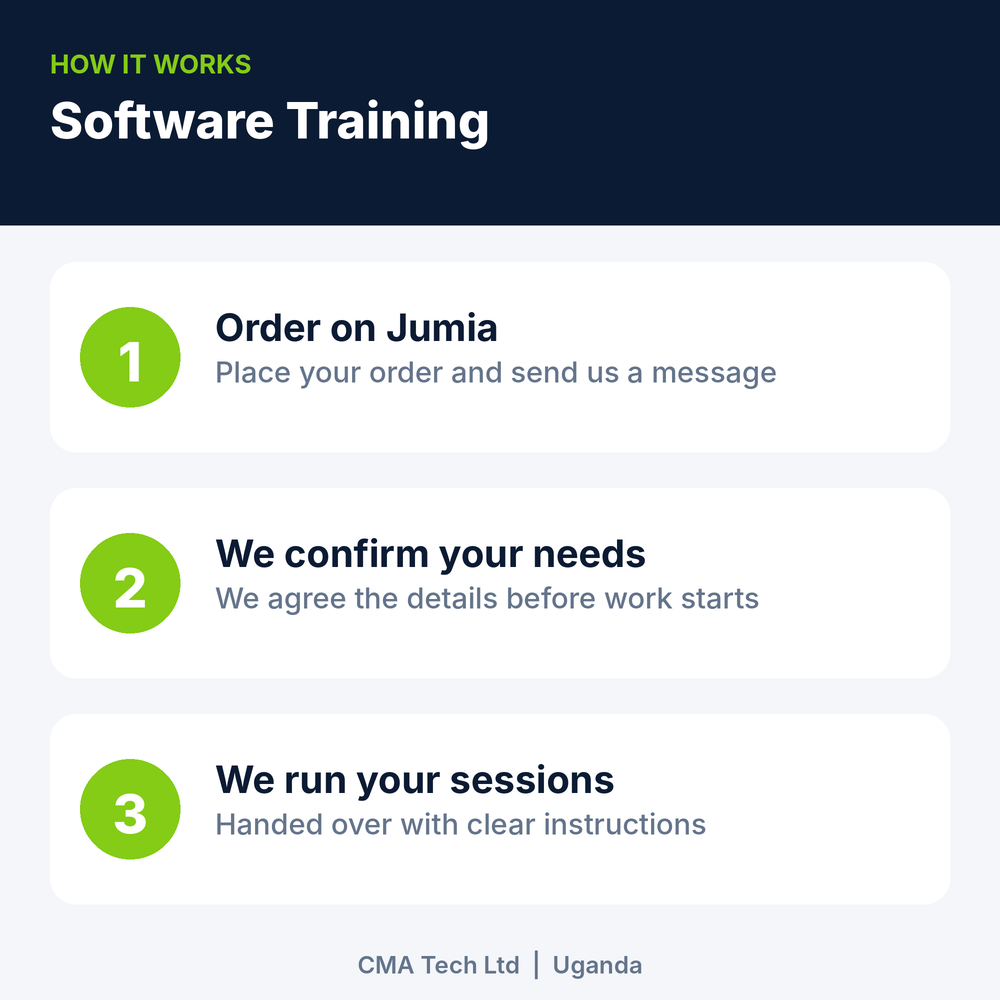 HOW IT WORKS
Software Training
1
Order on Jumia
Place your order and send us a message
2
We confirm your needs
We agree the details before work starts
3
We run your sessions
Handed over with clear instructions
CMA Tech Ltd | Uganda